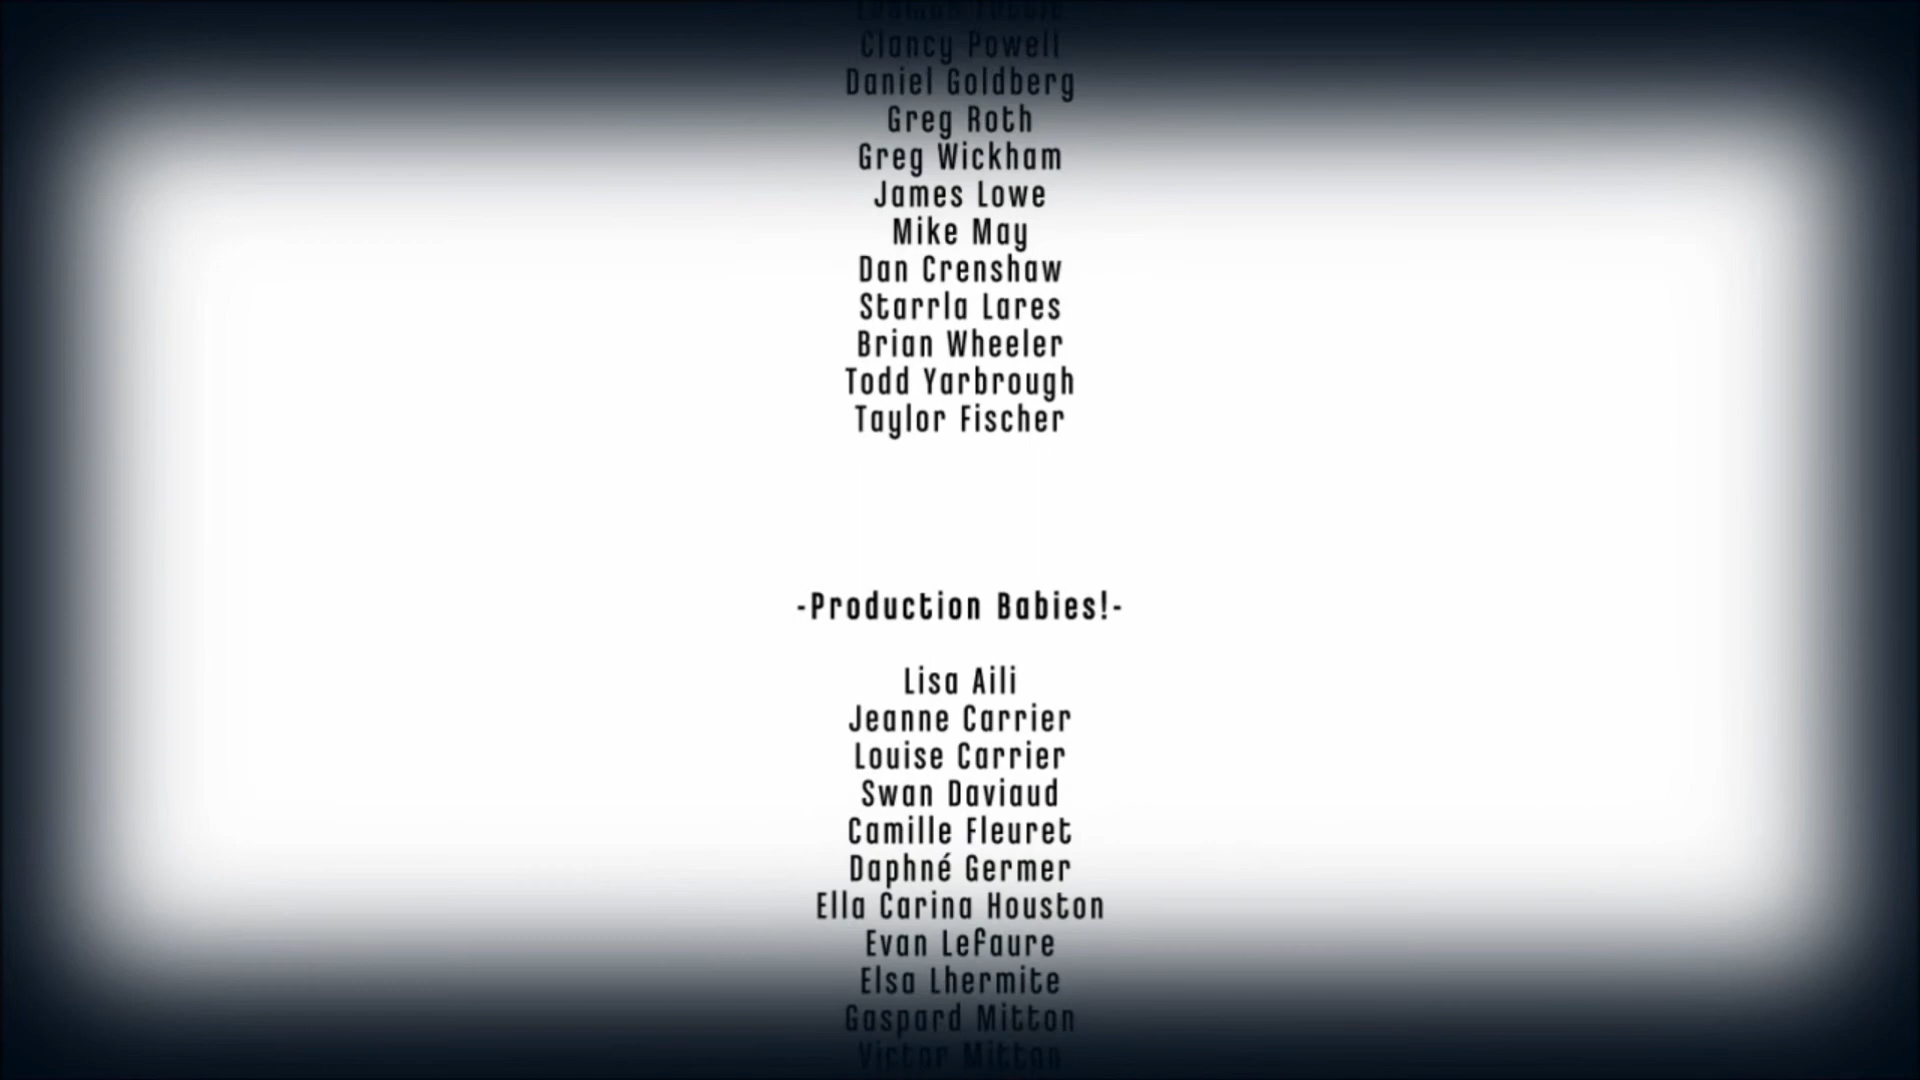 Clancy Powell
Daniel Goldberg
Greg Roth
Greg Wickham
James Lowe
Mike May
Dan Crenshaw
Starrla Lares
Brian Wheeler
Todd Yarbrough
Taylor Fischer
-Production Babies!-
Lisa Aili
Jeanne Carrier
Louise Carrier
Swan Daviaud
Camille Fleuret
Daphné Germer
Ella Carina Houston
Evan Lefaure
Elsa Lhermite
Gaspard Mitton
Victor Mitton